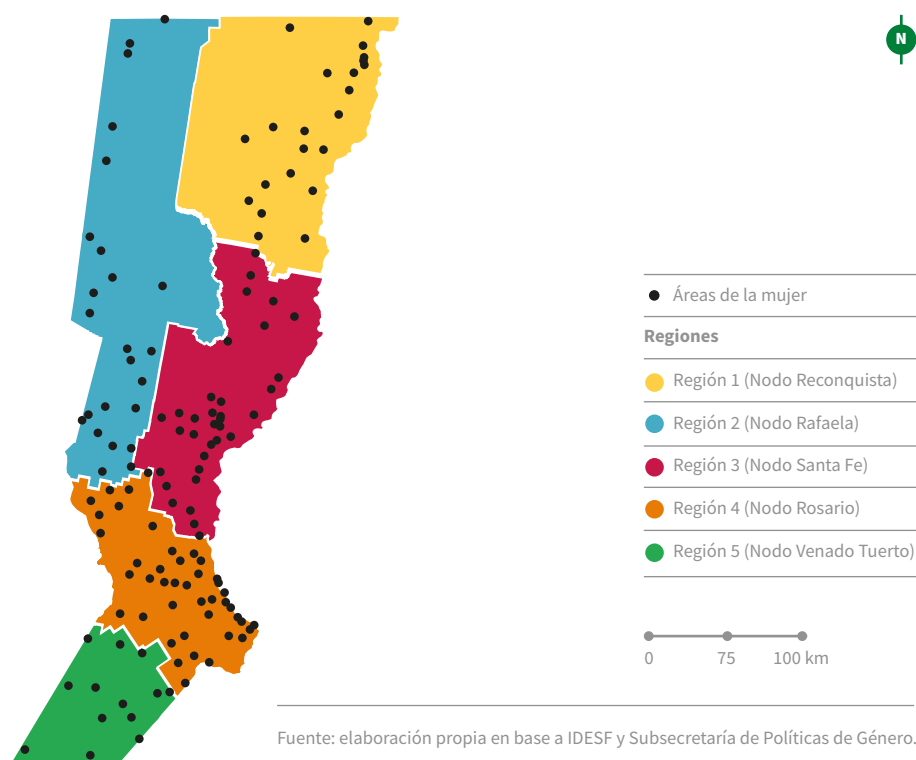 N
Áreas de la mujer
Regiones
Región 1 (Nodo Reconquista)
Región 2 (Nodo Rafaela)
Región 3 (Nodo Santa Fe)
Región 4 (Nodo Rosario)
Región 5 (Nodo Venado Tuerto)
0 75 100 km
Fuente: elaboración propia en base a IDESF y Subsecretaría de Políticas de Género.